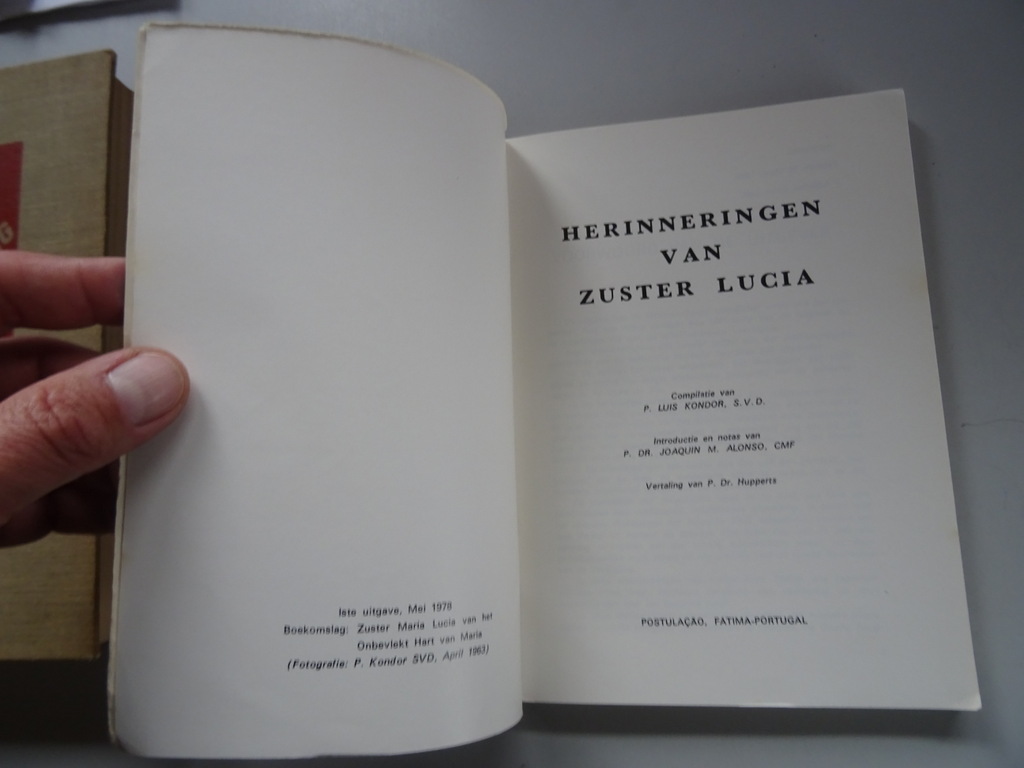 Iste uitgave, Mei 1978
Boekomslag: Zuster Maria Lucia van het
Onbevlekt Hart van Maria
(Fotografie: P. Kondor SVD, April 1963)
HERINNERINGEN
VAN
ZUSTER LUCIA
Compilatie van
P. LUIS KONDOR, S.V.D.
Introductie en notas van
P. DR. JOAQUIN M. ALONSO, CMF
Vertaling van P. Dr. Hupperts
POSTULAÇÃO, FÁTIMA-PORTUGAL